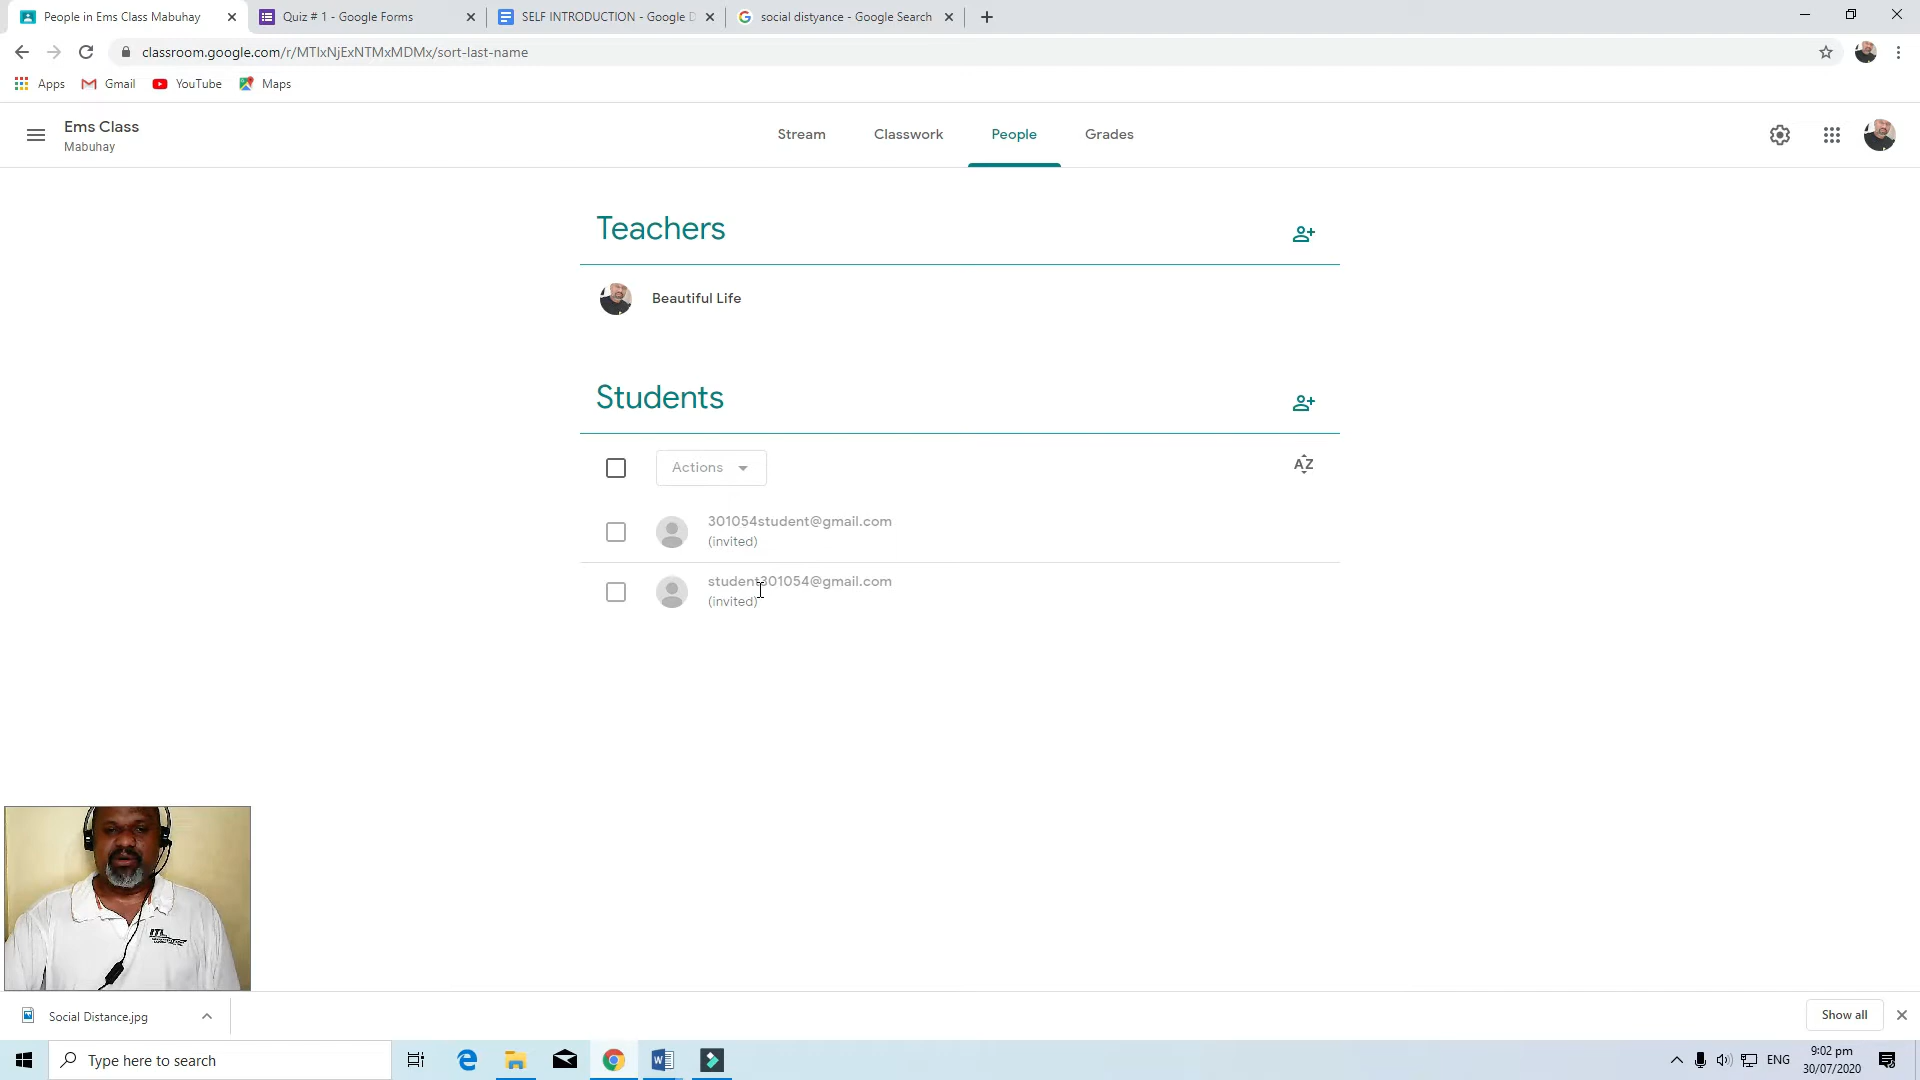 People in Ems Class Mabuhay
Quiz # 1 - Google Forms
SELF INTRODUCTION - Google D
social distyance - Google Search
classroom.google.com/r/MTIxNjExNTMxMDMx/sort-last-name
Apps
Gmail
YouTube
Maps
Ems Class
Mabuhay
Stream
Classwork
People
Grades
Teachers
Beautiful Life
Students
Actions
AZ
301054student@gmail.com
(invited)
student301054@gmail.com
(invited)
ITL
Social Distance.jpg
Show all
Type here to search
ENG
9:02 pm
30/07/2020